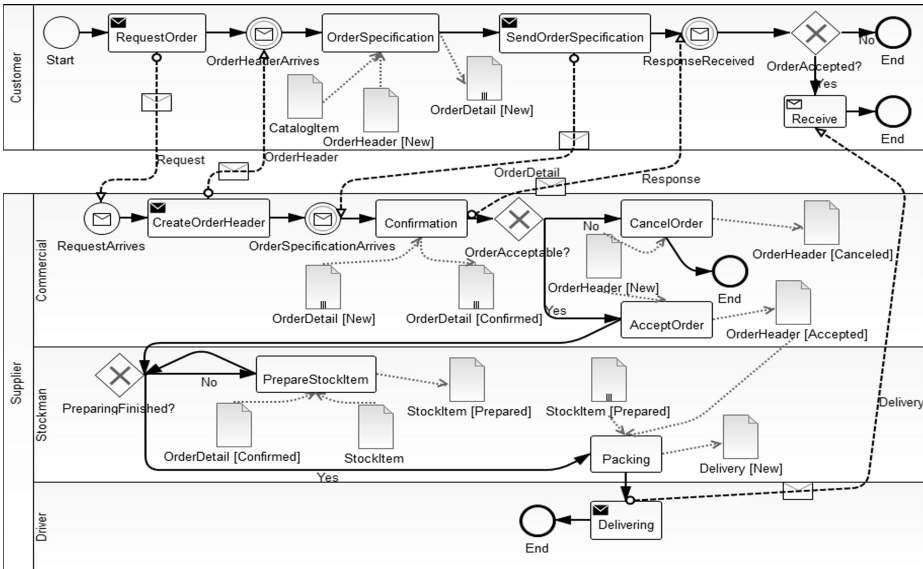 Customer
Start
RequestOrder
OrderHeaderArrives
OrderSpecification
SendOrderSpecification
ResponseReceived
OrderAccepted?
No
End
Yes
Receive
End
CatalogItem
OrderHeader [New]
OrderDetail [New]
Request
OrderHeader
OrderDetail
Response
Delivery
Supplier
Commercial
RequestArrives
CreateOrderHeader
OrderSpecificationArrives
Confirmation
OrderAcceptable?
No
CancelOrder
OrderHeader [Canceled]
OrderHeader [New]
End
OrderDetail [New]
OrderDetail [Confirmed]
Yes
AcceptOrder
OrderHeader [Accepted]
Stockman
PreparingFinished?
No
PrepareStockItem
StockItem [Prepared]
StockItem [Prepared]
OrderDetail [Confirmed]
StockItem
Packing
Delivery [New]
Yes
Driver
End
Delivering